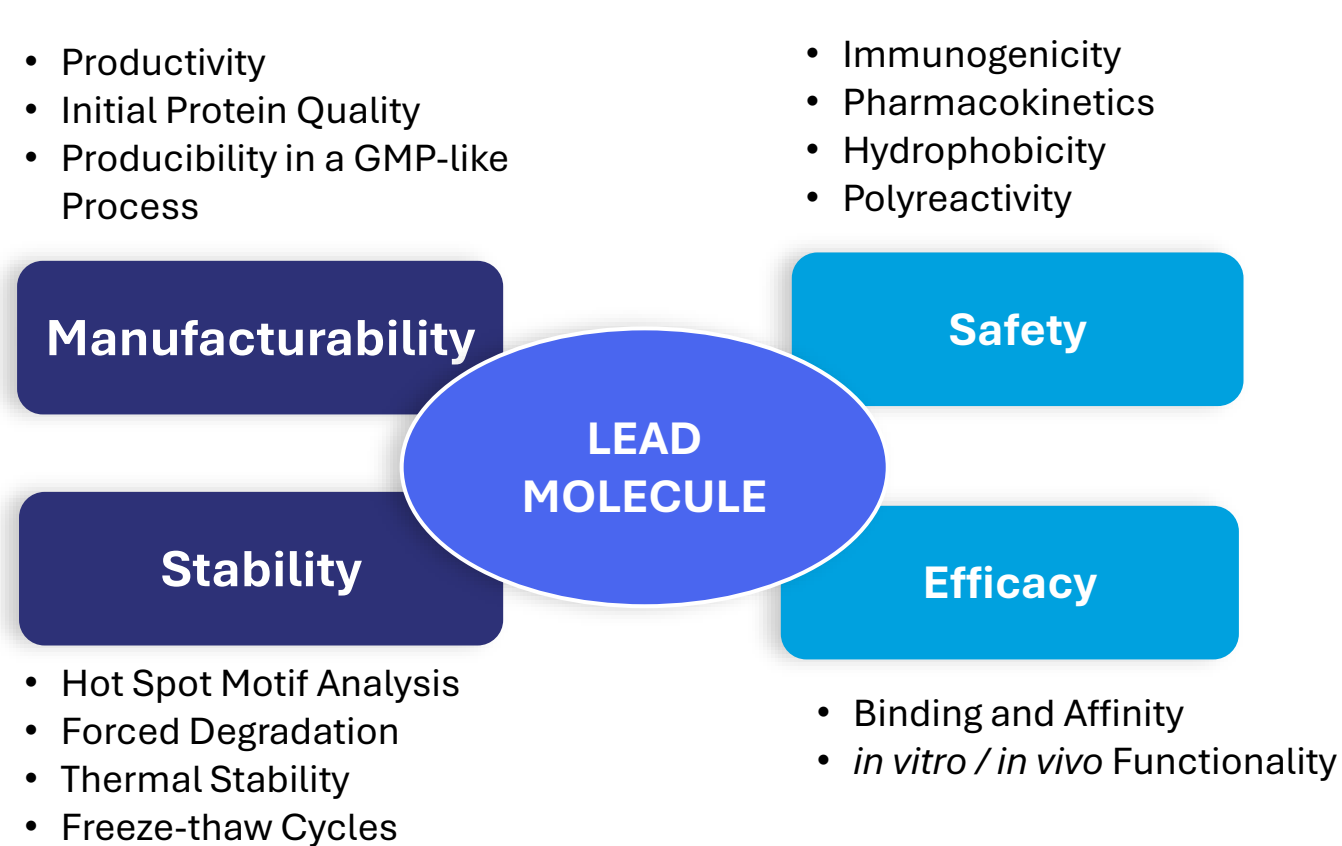 • Productivity
• Initial Protein Quality
• Producibility in a GMP-like
Process
Manufacturability
• Immunogenicity
• Pharmacokinetics
• Hydrophobicity
• Polyreactivity
Safety
LEAD
MOLECULE
Stability
• Hot Spot Motif Analysis
• Forced Degradation
• Thermal Stability
• Freeze-thaw Cycles
Efficacy
• Binding and Affinity
• in vitro / in vivo Functionality